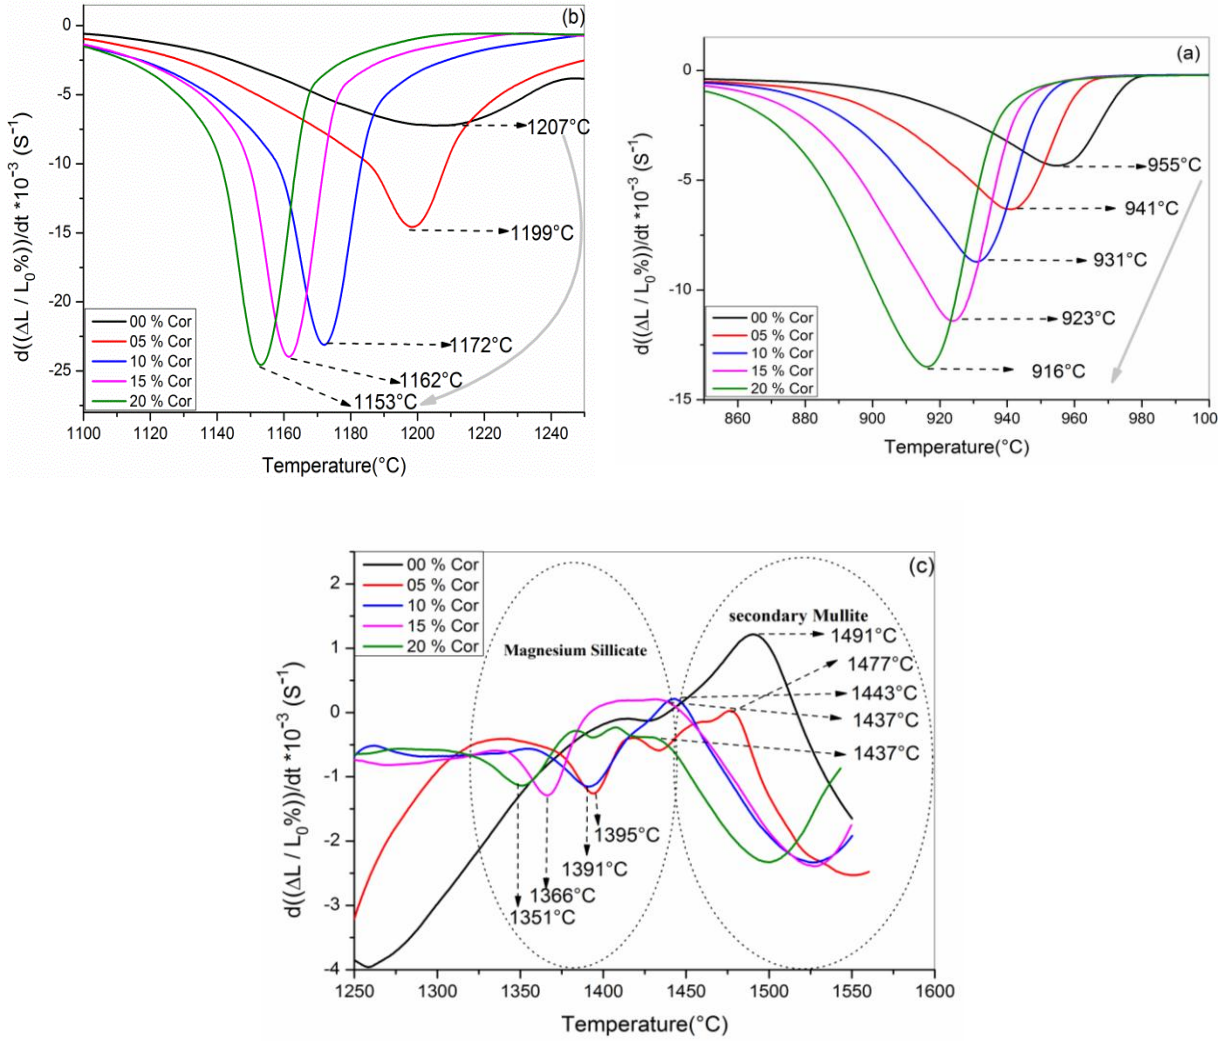 (b)
0
-5
-10
-15
-20
-25
d((ΔL / L₀%))/dt *10⁻³ (S⁻¹)
1207°C
1199°C
1172°C
1162°C
1153°C
00 % Cor
05 % Cor
10 % Cor
15 % Cor
20 % Cor
1100 1120 1140 1160 1180 1200 1220 1240
Temperature(°C)
(a)
0
-5
-10
-15
d((ΔL / L₀%))/dt *10⁻³ (S⁻¹)
955°C
941°C
931°C
923°C
916°C
00 % Cor
05 % Cor
10 % Cor
15 % Cor
20 % Cor
860 880 900 920 940 960 980 100
Temperature(°C)
(c)
2
1
0
-1
-2
-3
-4
d((ΔL / L₀%))/dt *10⁻³ (S⁻¹)
00 % Cor
05 % Cor
10 % Cor
15 % Cor
20 % Cor
Magnesium Sillicate
secondary Mullite
1491°C
1477°C
1443°C
1437°C
1437°C
1395°C
1391°C
1366°C
1351°C
1250 1300 1350 1400 1450 1500 1550 1600
Temperature(°C)